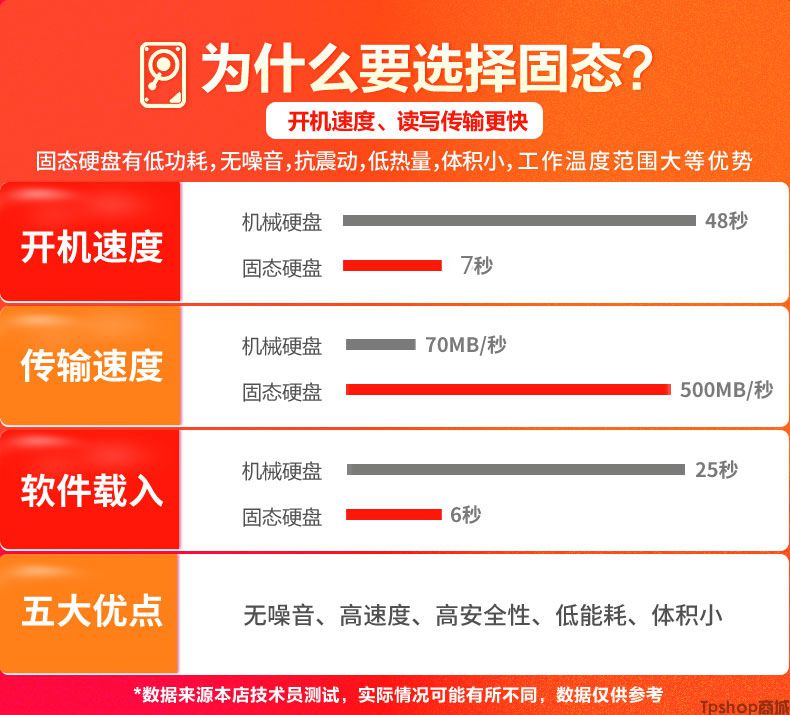 为什么要选择固态?
开机速度、读写传输更快
固态硬盘有低功耗,无噪音,抗震动,低热量,体积小,工作温度范围大等优势
开机速度
机械硬盘 48秒
固态硬盘 7秒
传输速度
机械硬盘 70MB/秒
固态硬盘 500MB/秒
软件载入
机械硬盘 25秒
固态硬盘 6秒
五大优点
无噪音、高速度、高安全性、低能耗、体积小
*数据来源本店技术员测试，实际情况可能有所不同，数据仅供参考
Tpshop商城